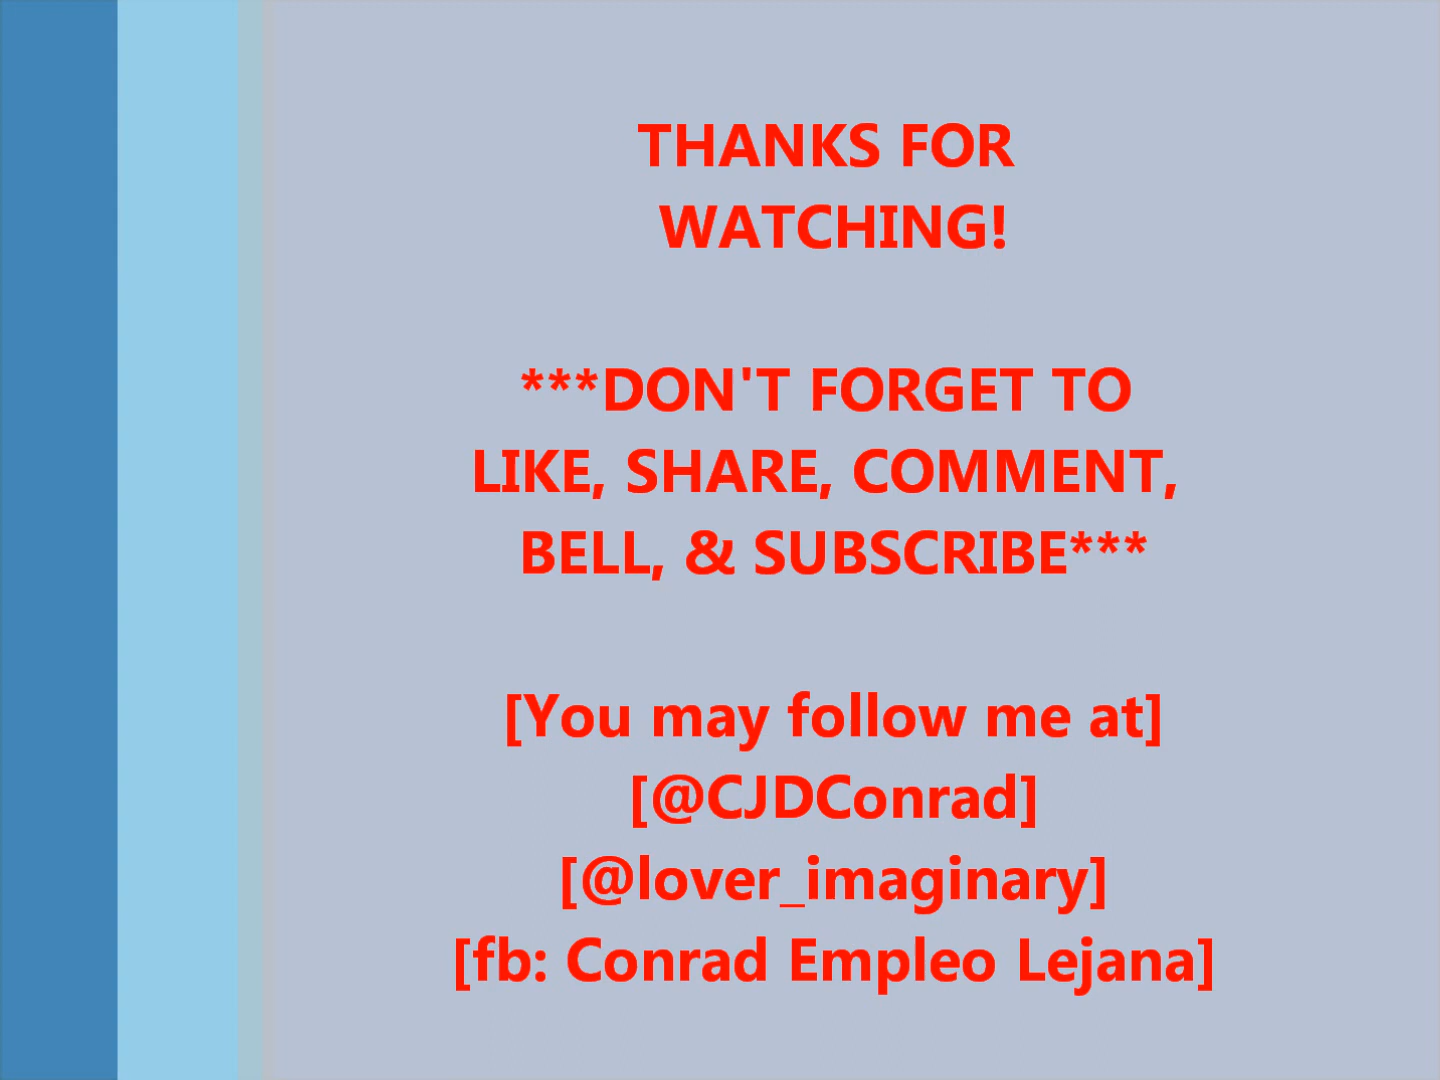 THANKS FOR
WATCHING!
***DON'T FORGET TO
LIKE, SHARE, COMMENT,
BELL, & SUBSCRIBE***
[You may follow me at]
[@CJDConrad]
[@lover_imaginary]
[fb: Conrad Empleo Lejana]